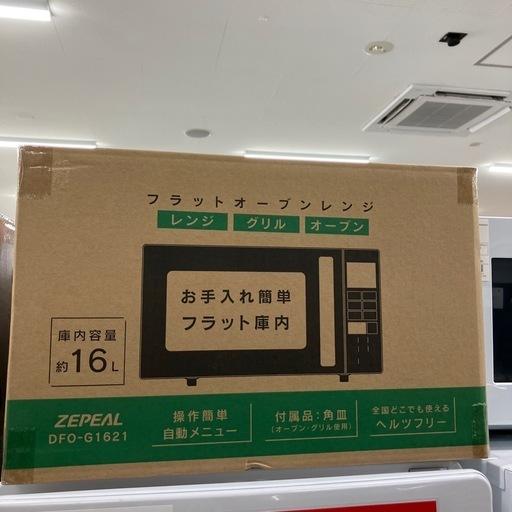 フラットオーブンレンジ
レンジ グリル オーブン
お手入れ簡単
フラット庫内
庫内容量
約16L
ZEPEAL
DFO-G1621
操作簡単
自動メニュー
付属品：角皿
(オーブン・グリル使用)
全国どこでも使える
ヘルツフリー